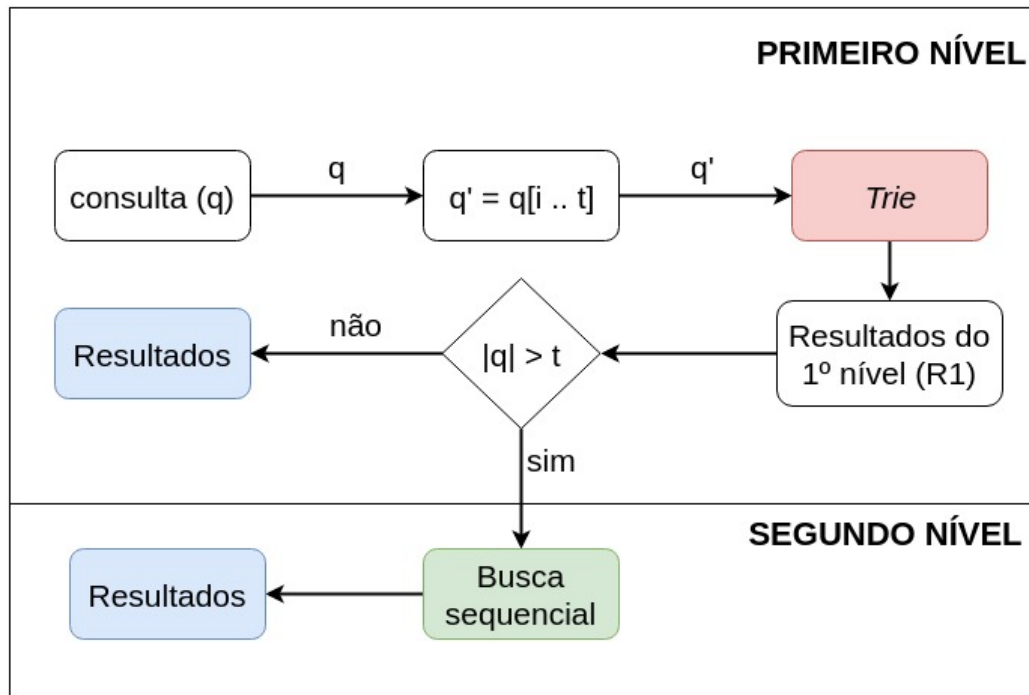 PRIMEIRO NÍVEL
consulta (q)
q
q' = q[i .. t]
q'
Trie
Resultados do
1º nível (R1)
|q| > t
não
Resultados
sim
SEGUNDO NÍVEL
Busca
sequencial
Resultados